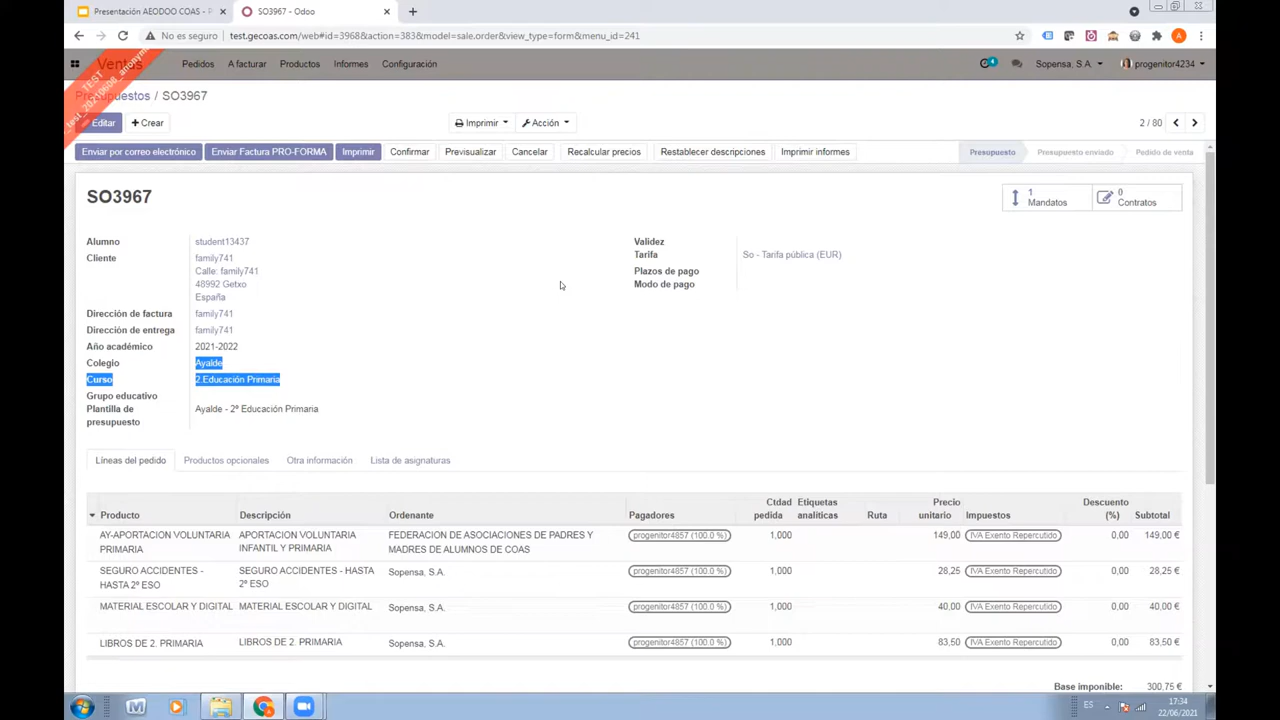 Presentación AEODOO COAS - P
SO3967 - Odoo
No es seguro
test.gecoas.com/web#id=3968&action=383&model=sale.order&view_type=form&menu_id=241
A
TEST
Ventas
Pedidos
A facturar
Productos
Informes
Configuración
4
Sopensa, S.A.
progenitor4234
Presupuestos / SO3967
Editar
Crear
Imprimir
Acción
2 / 80
Enviar por correo electrónico
Enviar Factura PRO-FORMA
Imprimir
Confirmar
Previsualizar
Cancelar
Recalcular precios
Restablecer descripciones
Imprimir informes
Presupuesto
Presupuesto enviado
Pedido de venta
SO3967
1
Mandatos
0
Contratos
Alumno
student13437
Cliente
family741
Calle: family741
48992 Getxo
España
Dirección de factura
family741
Dirección de entrega
family741
Año académico
2021-2022
Colegio
Ayalde
Curso
2.Educación Primaria
Grupo educativo
Plantilla de
presupuesto
Ayalde - 2º Educación Primaria
Validez
Tarifa
So - Tarifa pública (EUR)
Plazos de pago
Modo de pago
Líneas del pedido
Productos opcionales
Otra información
Lista de asignaturas
Producto
Descripción
Ordenante
Pagadores
Ctdad
pedida
Etiquetas
analíticas
Ruta
Precio
unitario
Impuestos
Descuento
(%)
Subtotal
AY-APORTACION VOLUNTARIA
PRIMARIA
APORTACION VOLUNTARIA
INFANTIL Y PRIMARIA
FEDERACION DE ASOCIACIONES DE PADRES Y
MADRES DE ALUMNOS DE COAS
progenitor4857 (100.0 %)
1,000
149,00
IVA Exento Repercutido
0,00
149,00 €
SEGURO ACCIDENTES -
HASTA 2º ESO
SEGURO ACCIDENTES - HASTA
2º ESO
Sopensa, S.A.
progenitor4857 (100.0 %)
1,000
28,25
IVA Exento Repercutido
0,00
28,25 €
MATERIAL ESCOLAR Y DIGITAL
MATERIAL ESCOLAR Y DIGITAL
Sopensa, S.A.
progenitor4857 (100.0 %)
1,000
40,00
IVA Exento Repercutido
0,00
40,00 €
LIBROS DE 2. PRIMARIA
LIBROS DE 2. PRIMARIA
Sopensa, S.A.
progenitor4857 (100.0 %)
1,000
83,50
IVA Exento Repercutido
0,00
83,50 €
Base imponible:
300,75 €
ES
17:34
22/06/2021